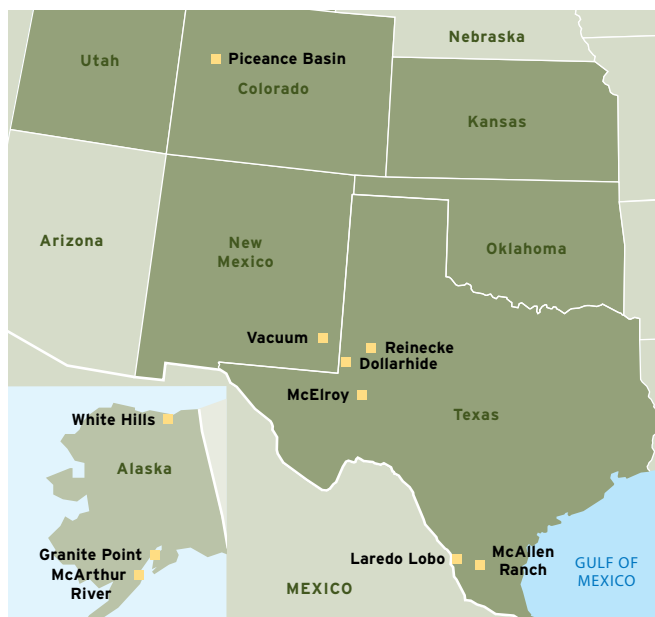 Nebraska
Utah
Piceance Basin
Colorado
Kansas
Arizona
New
Mexico
Oklahoma
Vacuum
Reinecke
Dollarhide
McElroy
Texas
White Hills
Alaska
Granite Point
McArthur
River
Laredo Lobo
McAllen
Ranch
GULF OF
MEXICO
MEXICO